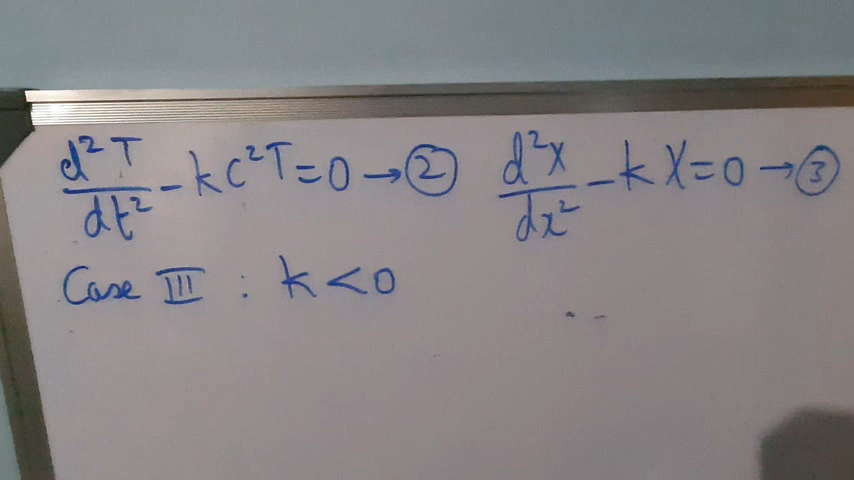 d²T/dt² - kc²T = 0 → ② d²X/dx² - kX = 0 → ③
Case III : k < 0